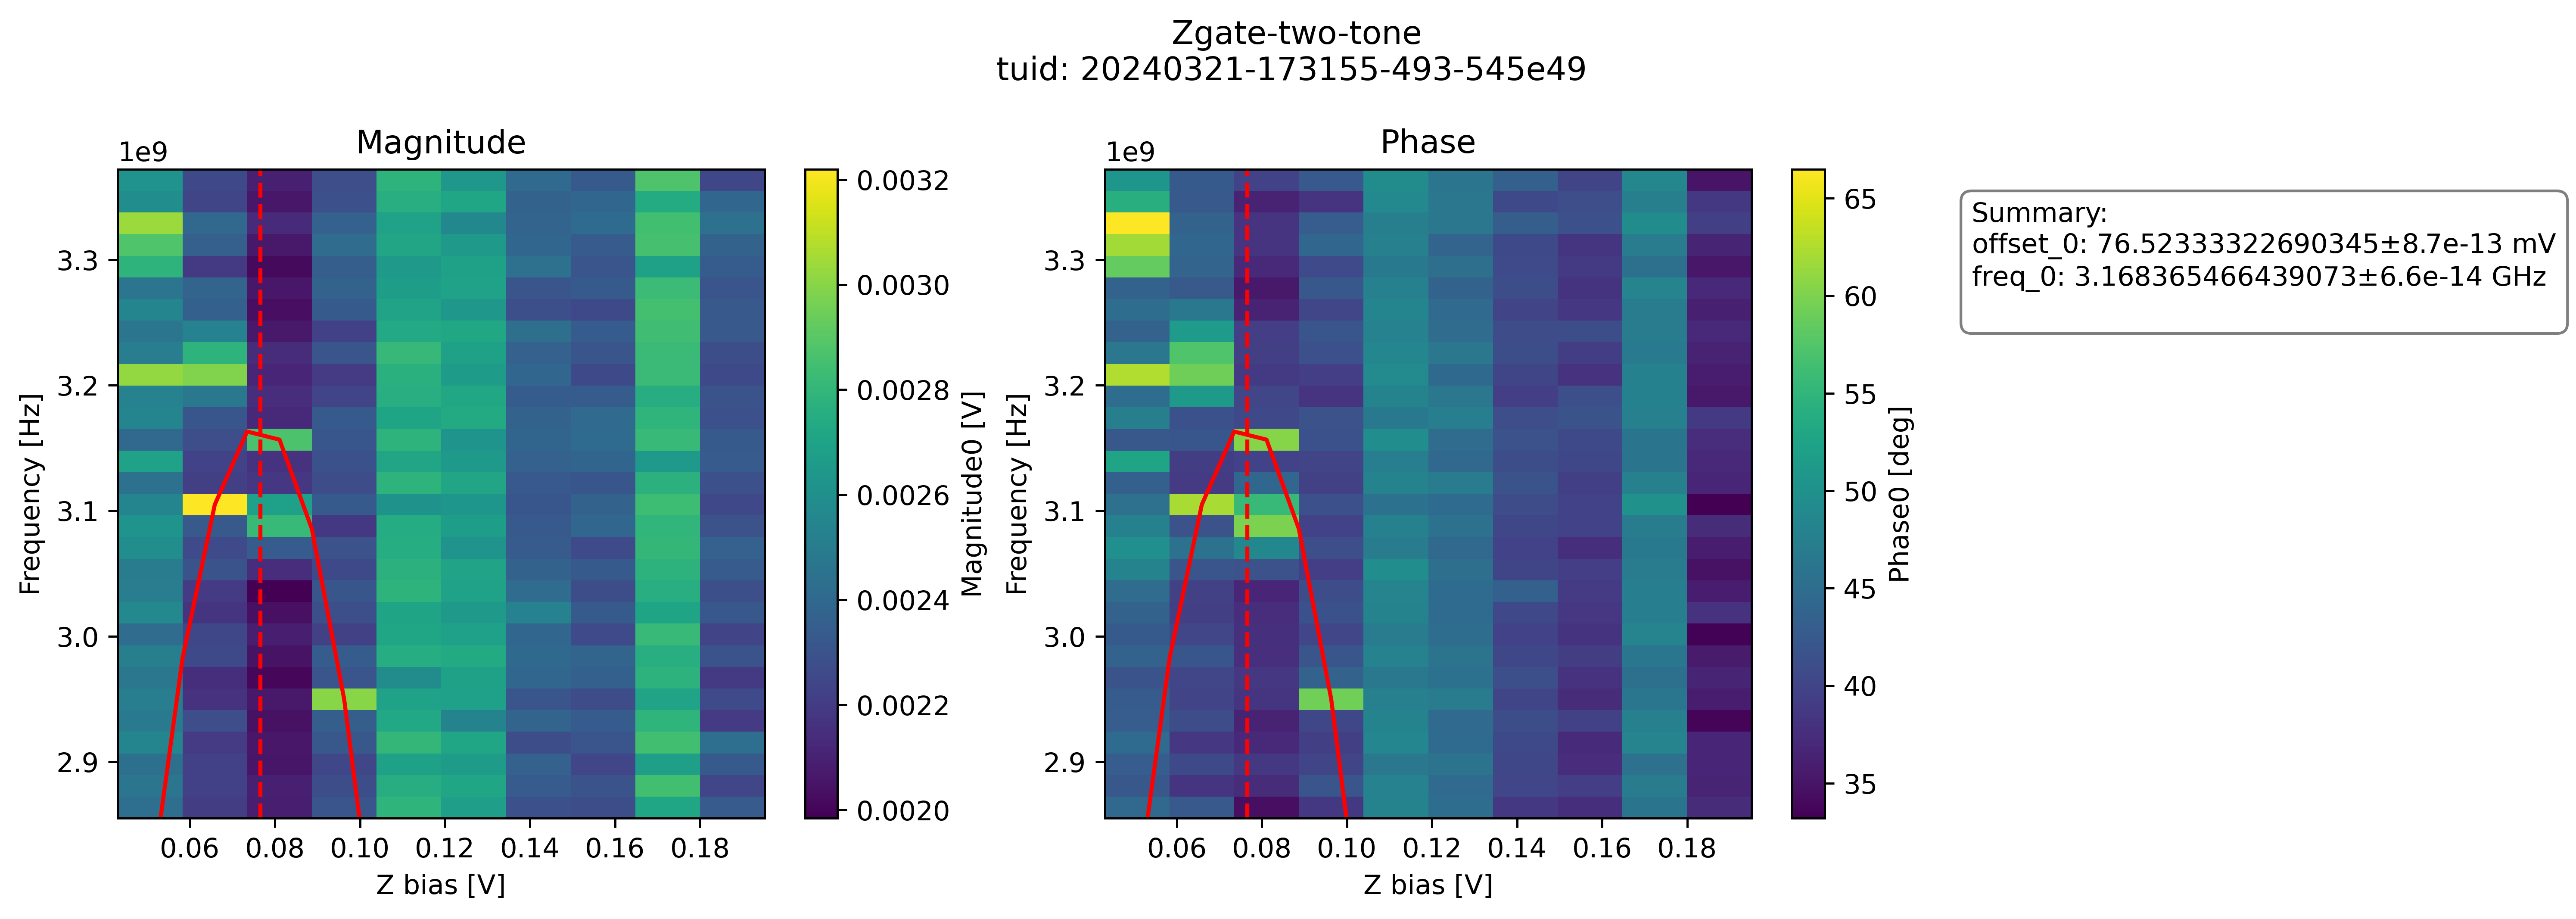 Zgate-two-tone
tuid: 20240321-173155-493-545e49
Magnitude
1e9
3.3
3.2
3.1
3.0
2.9
Frequency [Hz]
0.06 0.08 0.10 0.12 0.14 0.16 0.18
Z bias [V]
0.0032
0.0030
0.0028
0.0026
0.0024
0.0022
0.0020
Magnitude0 [V]
Phase
1e9
3.3
3.2
3.1
3.0
2.9
Frequency [Hz]
0.06 0.08 0.10 0.12 0.14 0.16 0.18
Z bias [V]
65
60
55
50
45
40
35
Phase0 [deg]
Summary:
offset_0: 76.52333322690345±8.7e-13 mV
freq_0: 3.168365466439073±6.6e-14 GHz